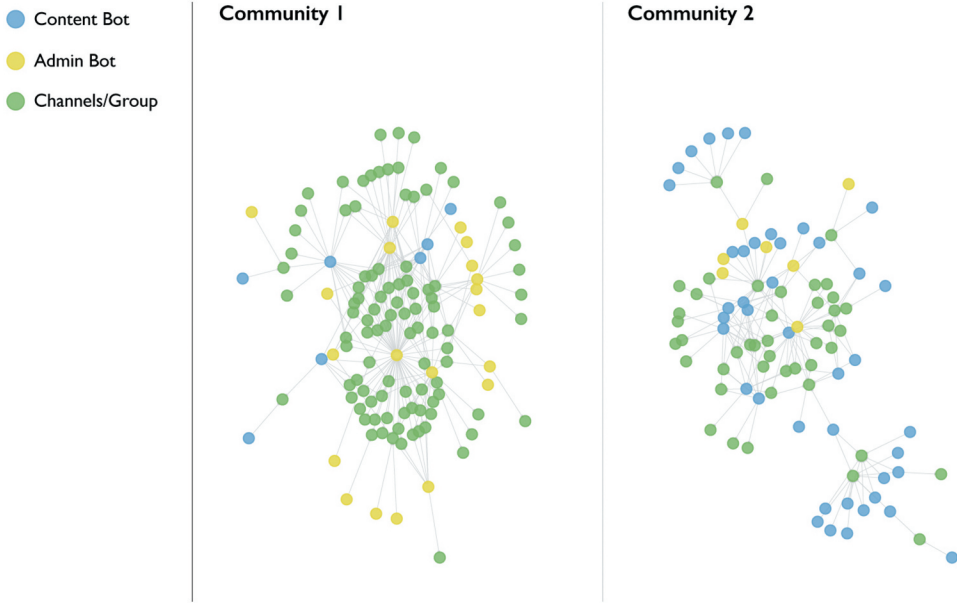 Content Bot
Admin Bot
Channels/Group
Community 1
Community 2